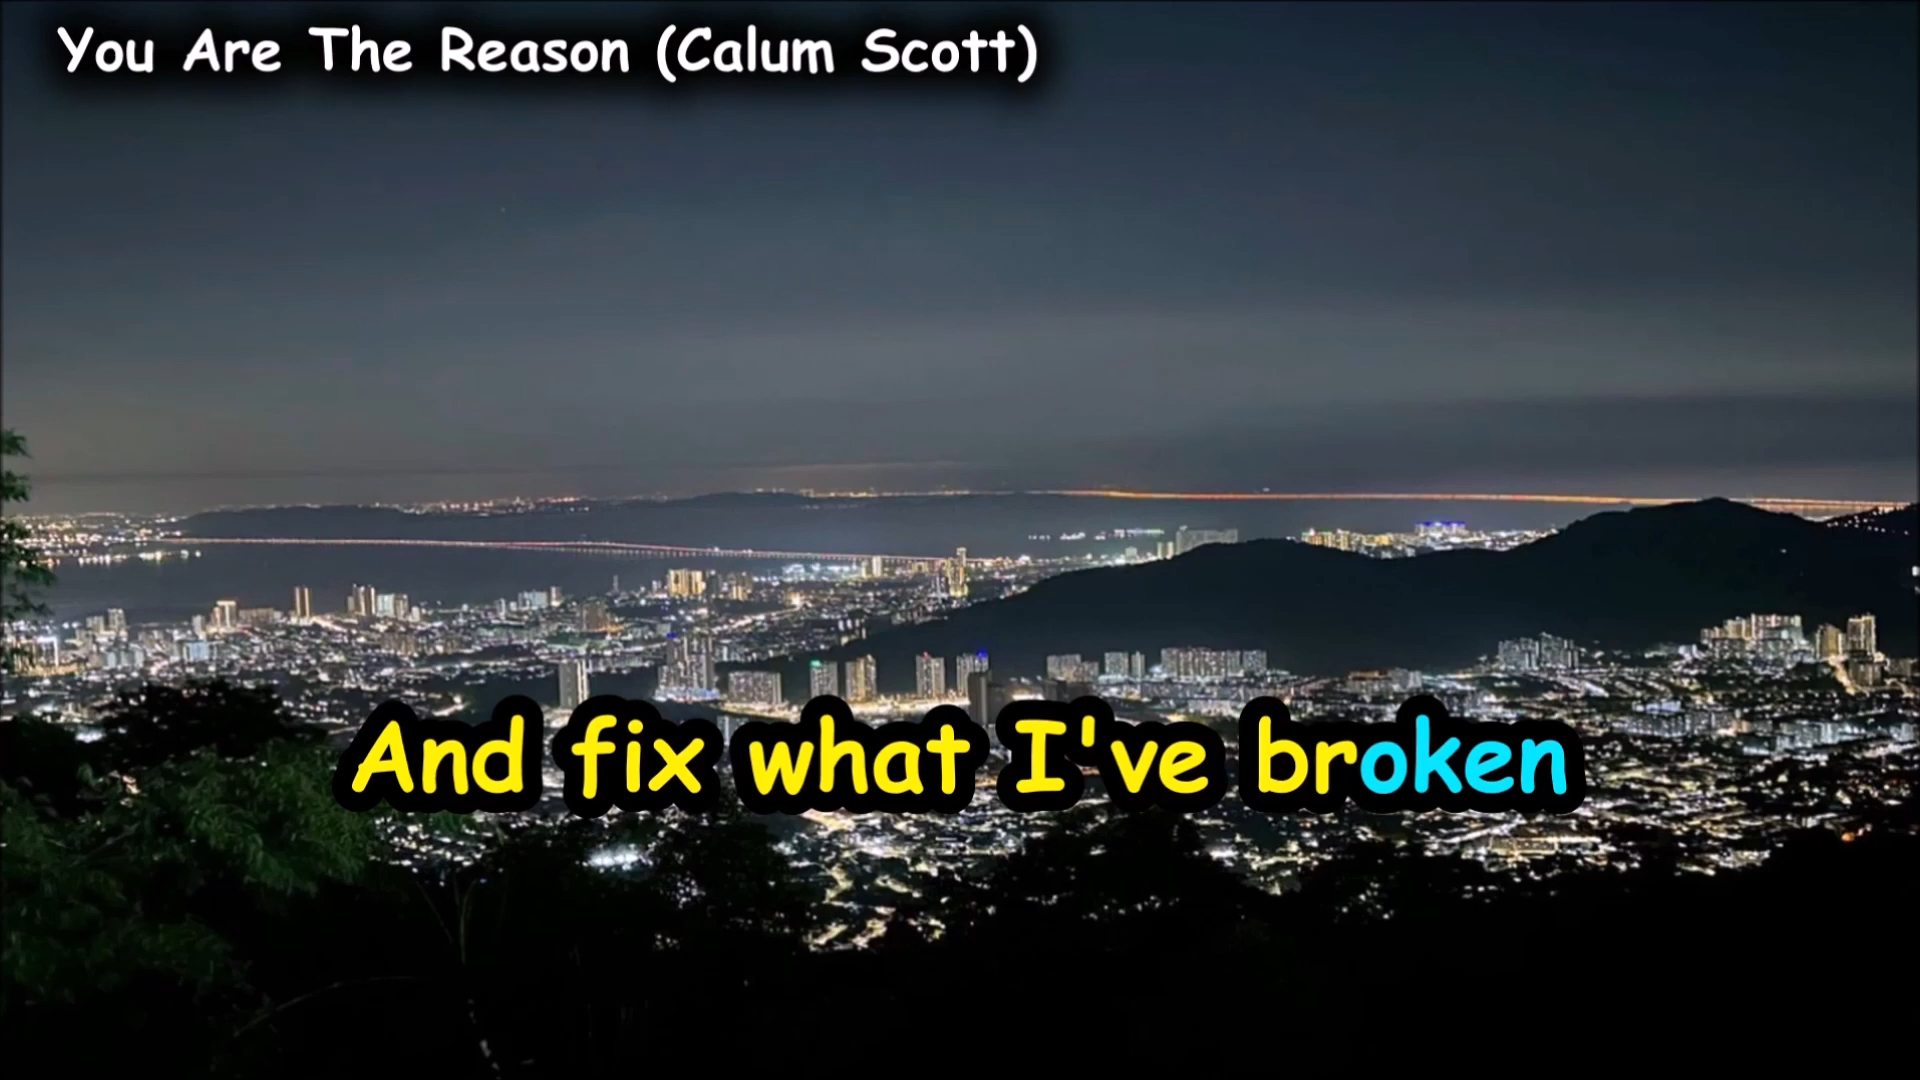 You Are The Reason (Calum Scott)
And fix what I've broken